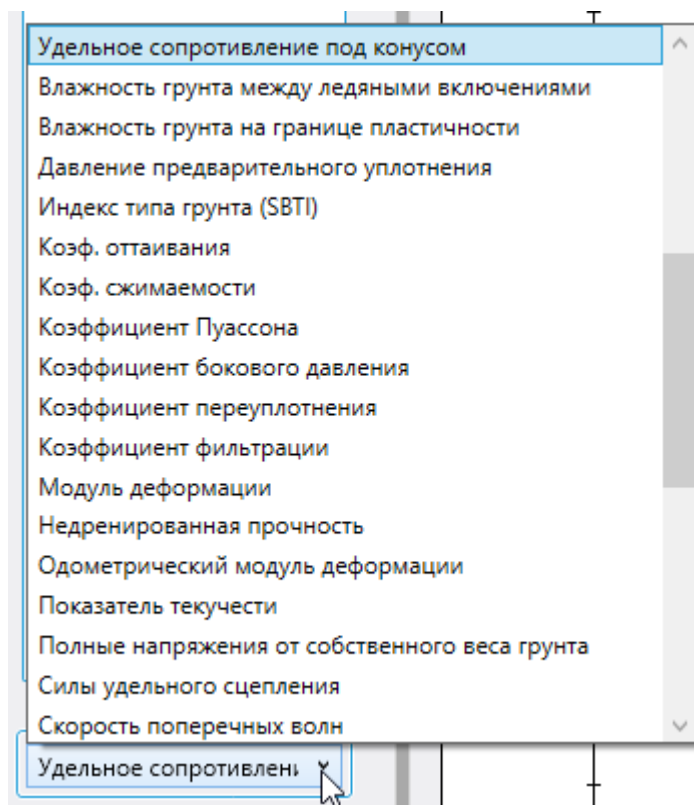 Удельное сопротивление под конусом
Влажность грунта между ледяными включениями
Влажность грунта на границе пластичности
Давление предварительного уплотнения
Индекс типа грунта (SBTI)
Коэф. оттаивания
Коэф. сжимаемости
Коэффициент Пуассона
Коэффициент бокового давления
Коэффициент переуплотнения
Коэффициент фильтрации
Модуль деформации
Недренированная прочность
Одометрический модуль деформации
Показатель текучести
Полные напряжения от собственного веса грунта
Силы удельного сцепления
Скорость поперечных волн
Удельное сопротивлени